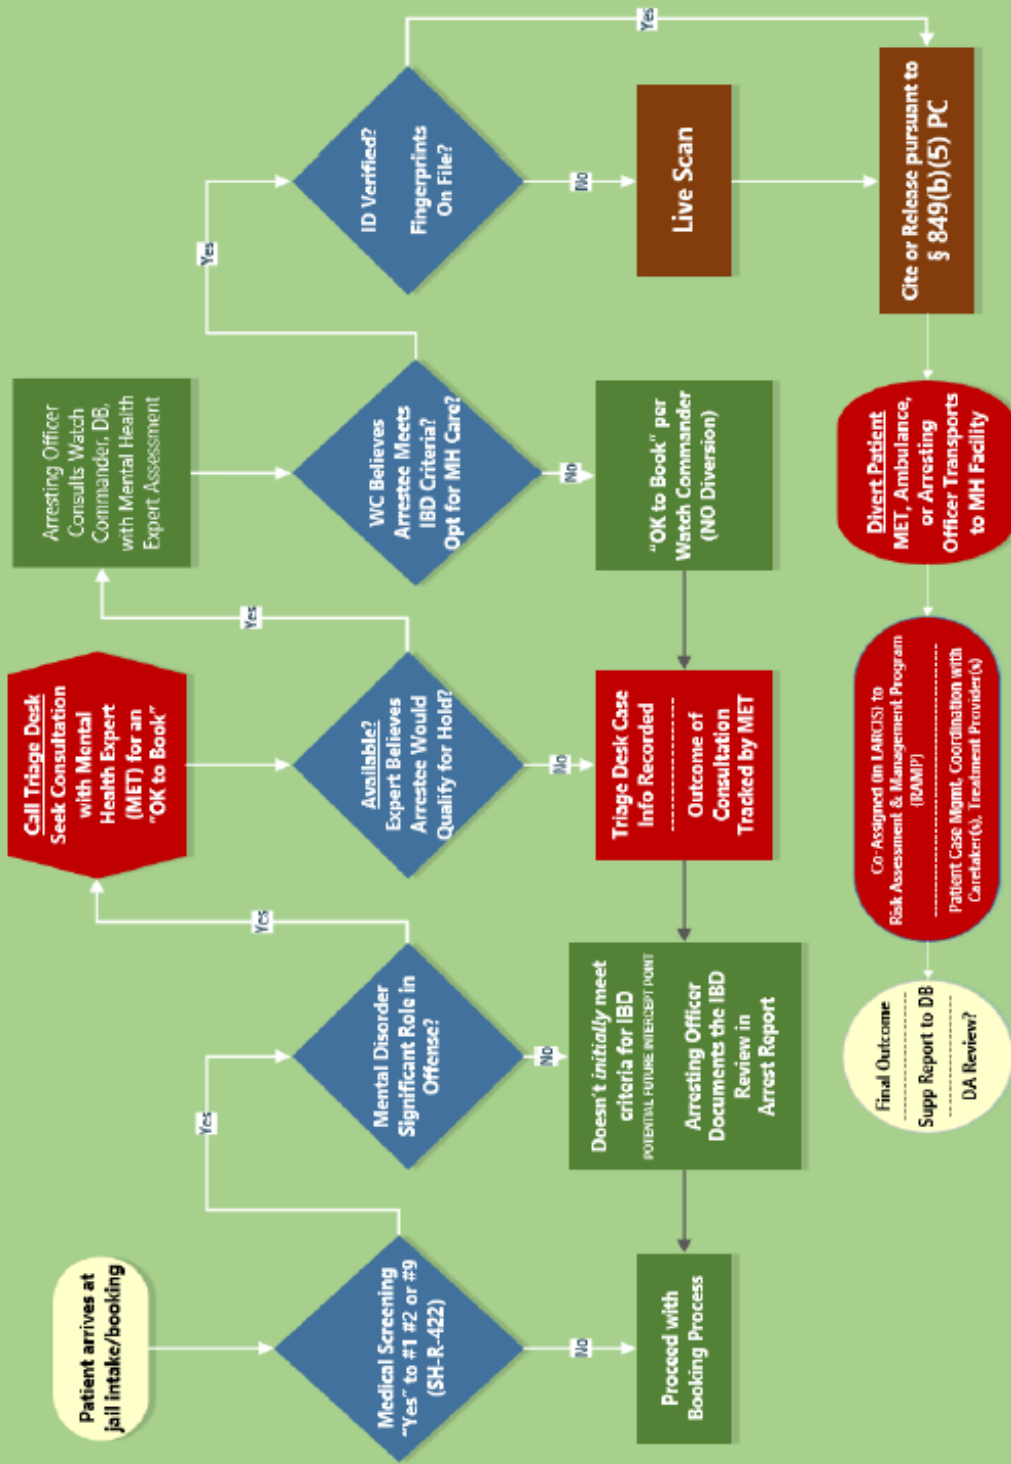 Patient arrives at
jail intake/booking
Medical Screening
"Yes" to #1 #2 or #9
(SH-R-422)
No
Proceed with
Booking Process
Yes
Mental Disorder
Significant Role in
Offense?
No
Doesn't initially meet
criteria for IBD
POTENTIAL FUTURE INTERCEPT POINT
Arresting Officer
Documents the IBD
Review in
Arrest Report
Yes
Call Triage Desk
Seek Consultation
with Mental
Health Expert
(MET) for an
"OK to Book"
Available?
Expert Believes
Arrestee Would
Qualify for Hold?
No
Triage Desk Case
Info Recorded
Outcome of
Consultation
Tracked by MET
Yes
Arresting Officer
Consults Watch
Commander, DB,
with Mental Health
Expert Assessment
WC Believes
Arrestee Meets
IBD Criteria?
Opt for MH Care?
No
"OK to Book" per
Watch Commander
(NO Diversion)
Yes
ID Verified?
Fingerprints
On File?
No
Live Scan
Yes
Cite or Release pursuant to
§ 849(b)(5) PC
Divert Patient
MET, Ambulance,
or Arresting
Officer Transports
to MH Facility
Co-Assigned (in LARCIS) to
Risk Assessment & Management Program
(RAMP)
Patient Case Mgmt, Coordination with
Caretaker(s), Treatment Provider(s)
Final Outcome
Supp Report to DB
DA Review?